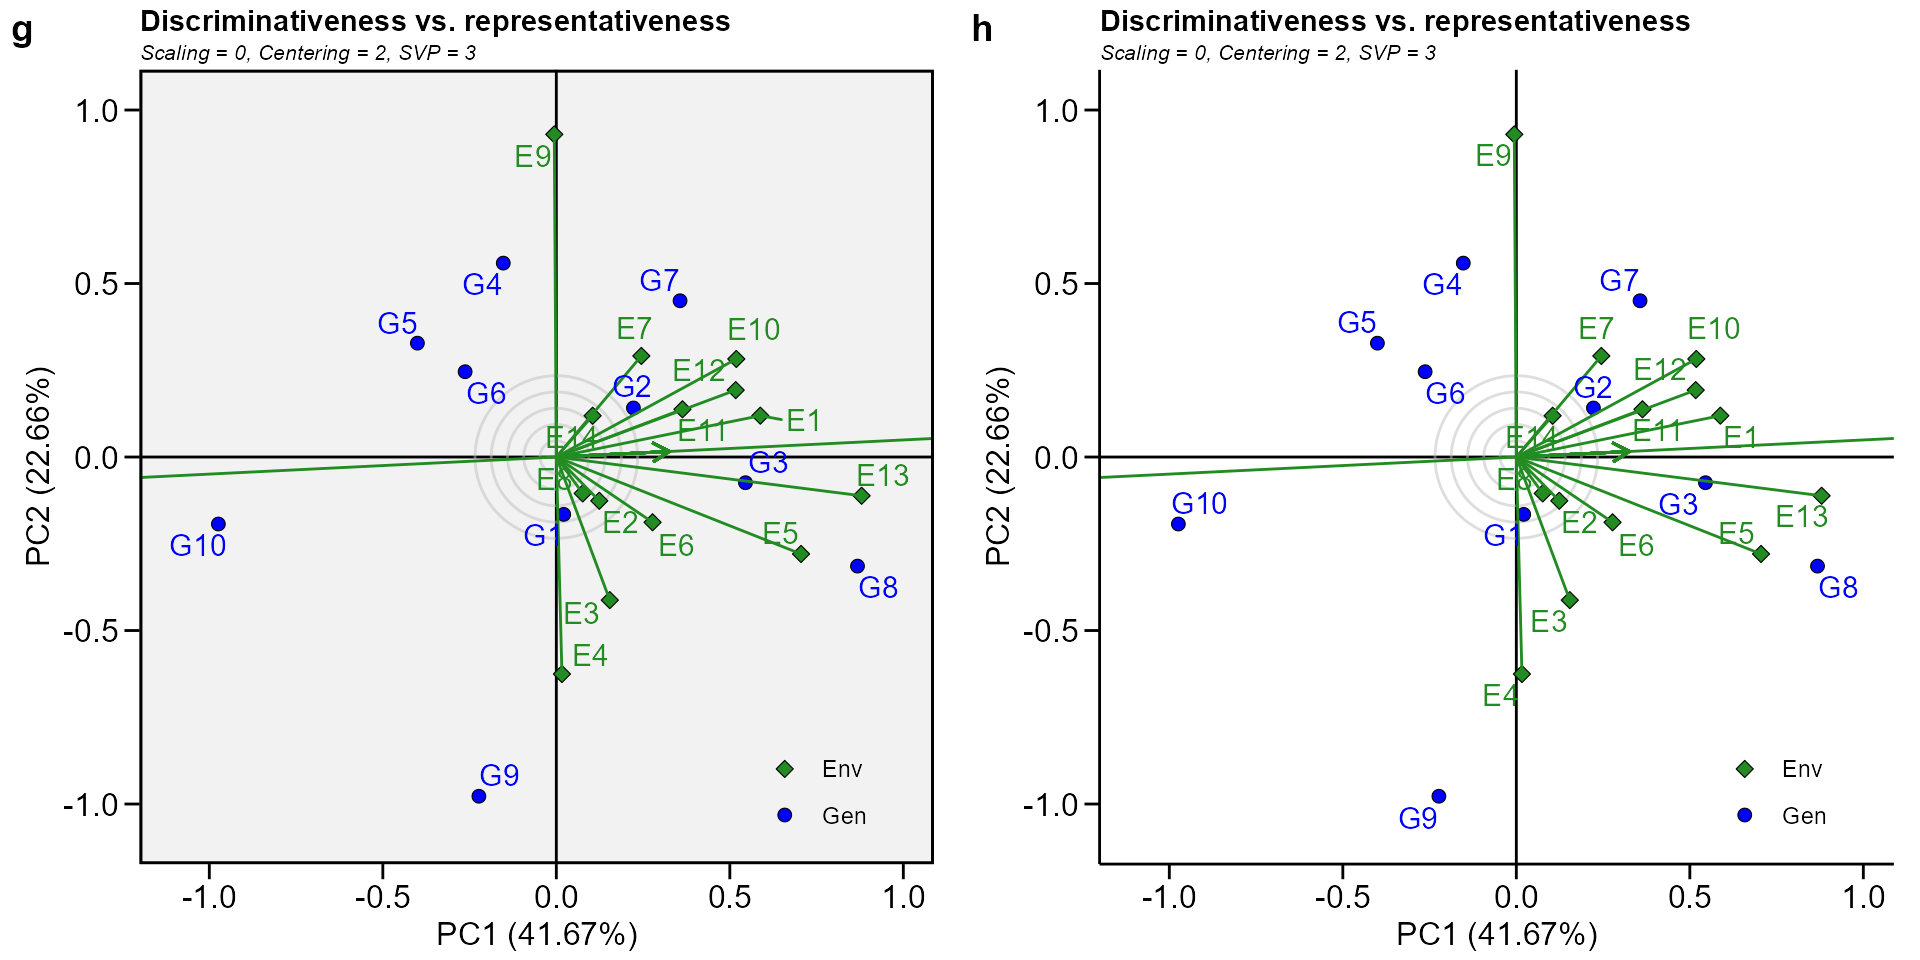 g
Discriminativeness vs. representativeness
Scaling = 0, Centering = 2, SVP = 3
PC2 (22.66%)
1.0
0.5
0.0
-0.5
-1.0
E9
G4
G7
G5
E7
E10
E12
G6
G2
E1
E14
E11
G3
E13
E2
G1
E5
E6
G10
G8
E3
E4
G9
Env
Gen
-1.0
-0.5
0.0
0.5
1.0
PC1 (41.67%)
h
Discriminativeness vs. representativeness
Scaling = 0, Centering = 2, SVP = 3
PC2 (22.66%)
1.0
0.5
0.0
-0.5
-1.0
E9
G4
G7
G5
E7
E10
E12
G6
G2
E14
E11
E1
G10
G3
E13
E2
G1
E5
E6
G8
E3
E4
G9
Env
Gen
-1.0
-0.5
0.0
0.5
1.0
PC1 (41.67%)